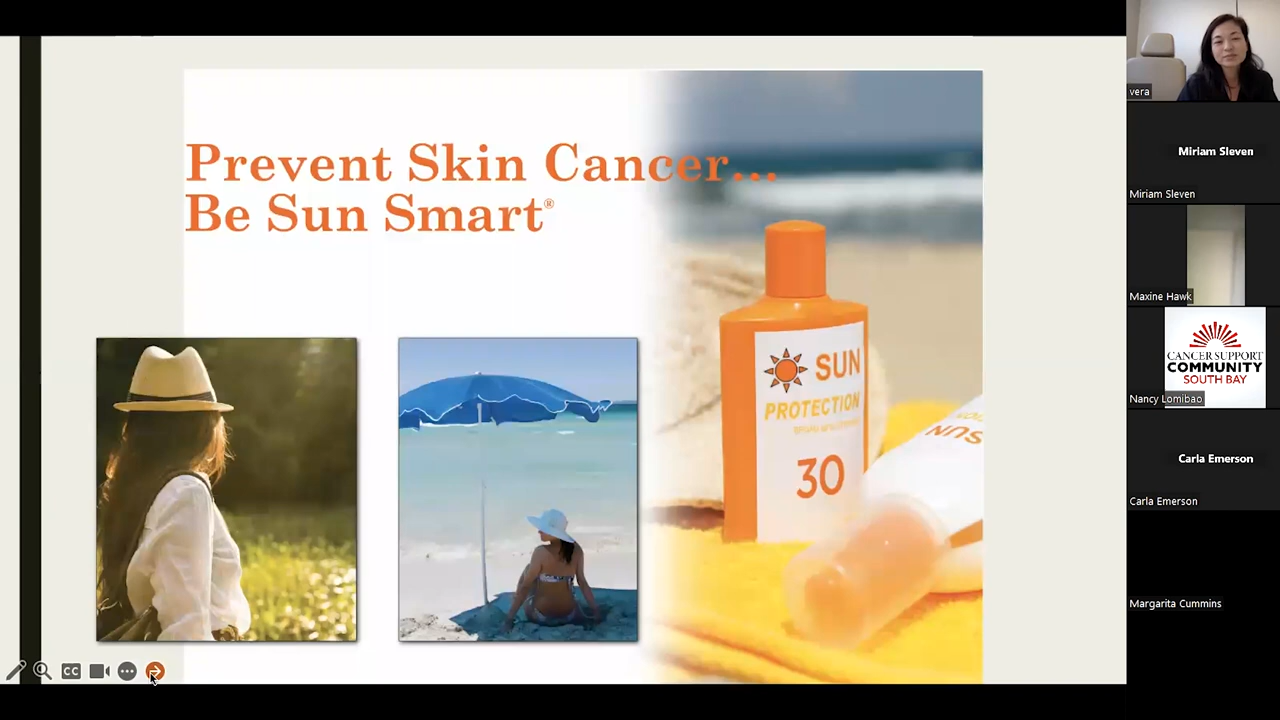 Prevent Skin Cancer...
Be Sun Smart®
SUN
PROTECTION
30
SUN
CC
vera
Miriam Sleven
Miriam Sleven
Maxine Hawk
CANCER SUPPORT
COMMUNITY
SOUTH BAY
Nancy Lomibao
Carla Emerson
Carla Emerson
Margarita Cummins